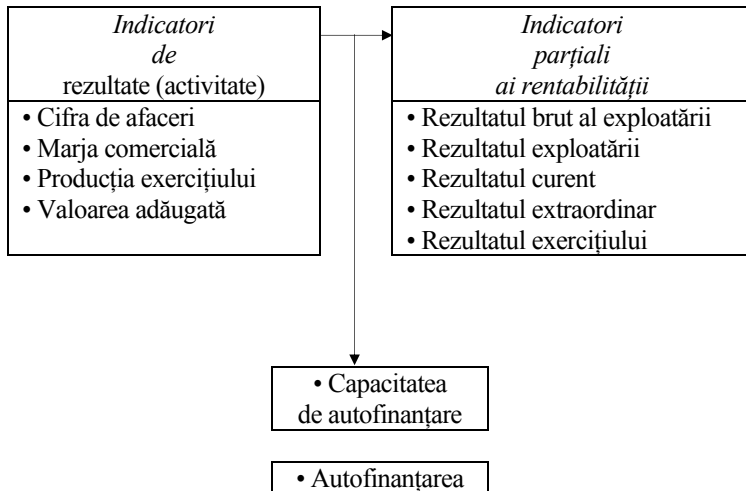 Indicatori
de
rezultate (activitate)
• Cifra de afaceri
• Marja comercială
• Producția exercițiului
• Valoarea adăugată
Indicatori
parțiali
ai rentabilității
• Rezultatul brut al exploatării
• Rezultatul exploatării
• Rezultatul curent
• Rezultatul extraordinar
• Rezultatul exercițiului
• Capacitatea
de autofinanțare
• Autofinanțarea